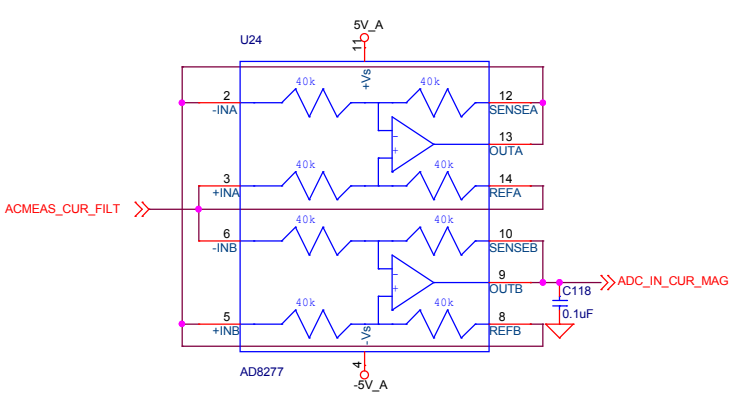 5V_A
U24
11
+Vs
40k
40k
2
-INA
12
SENSEA
-
+
13
OUTA
40k
40k
3
+INA
14
REFA
ACMEAS_CUR_FILT
40k
40k
6
-INB
10
SENSEB
-
+
9
OUTB
ADC_IN_CUR_MAG
C118
0.1uF
40k
40k
5
+INB
8
REFB
-Vs
4
AD8277
-5V_A